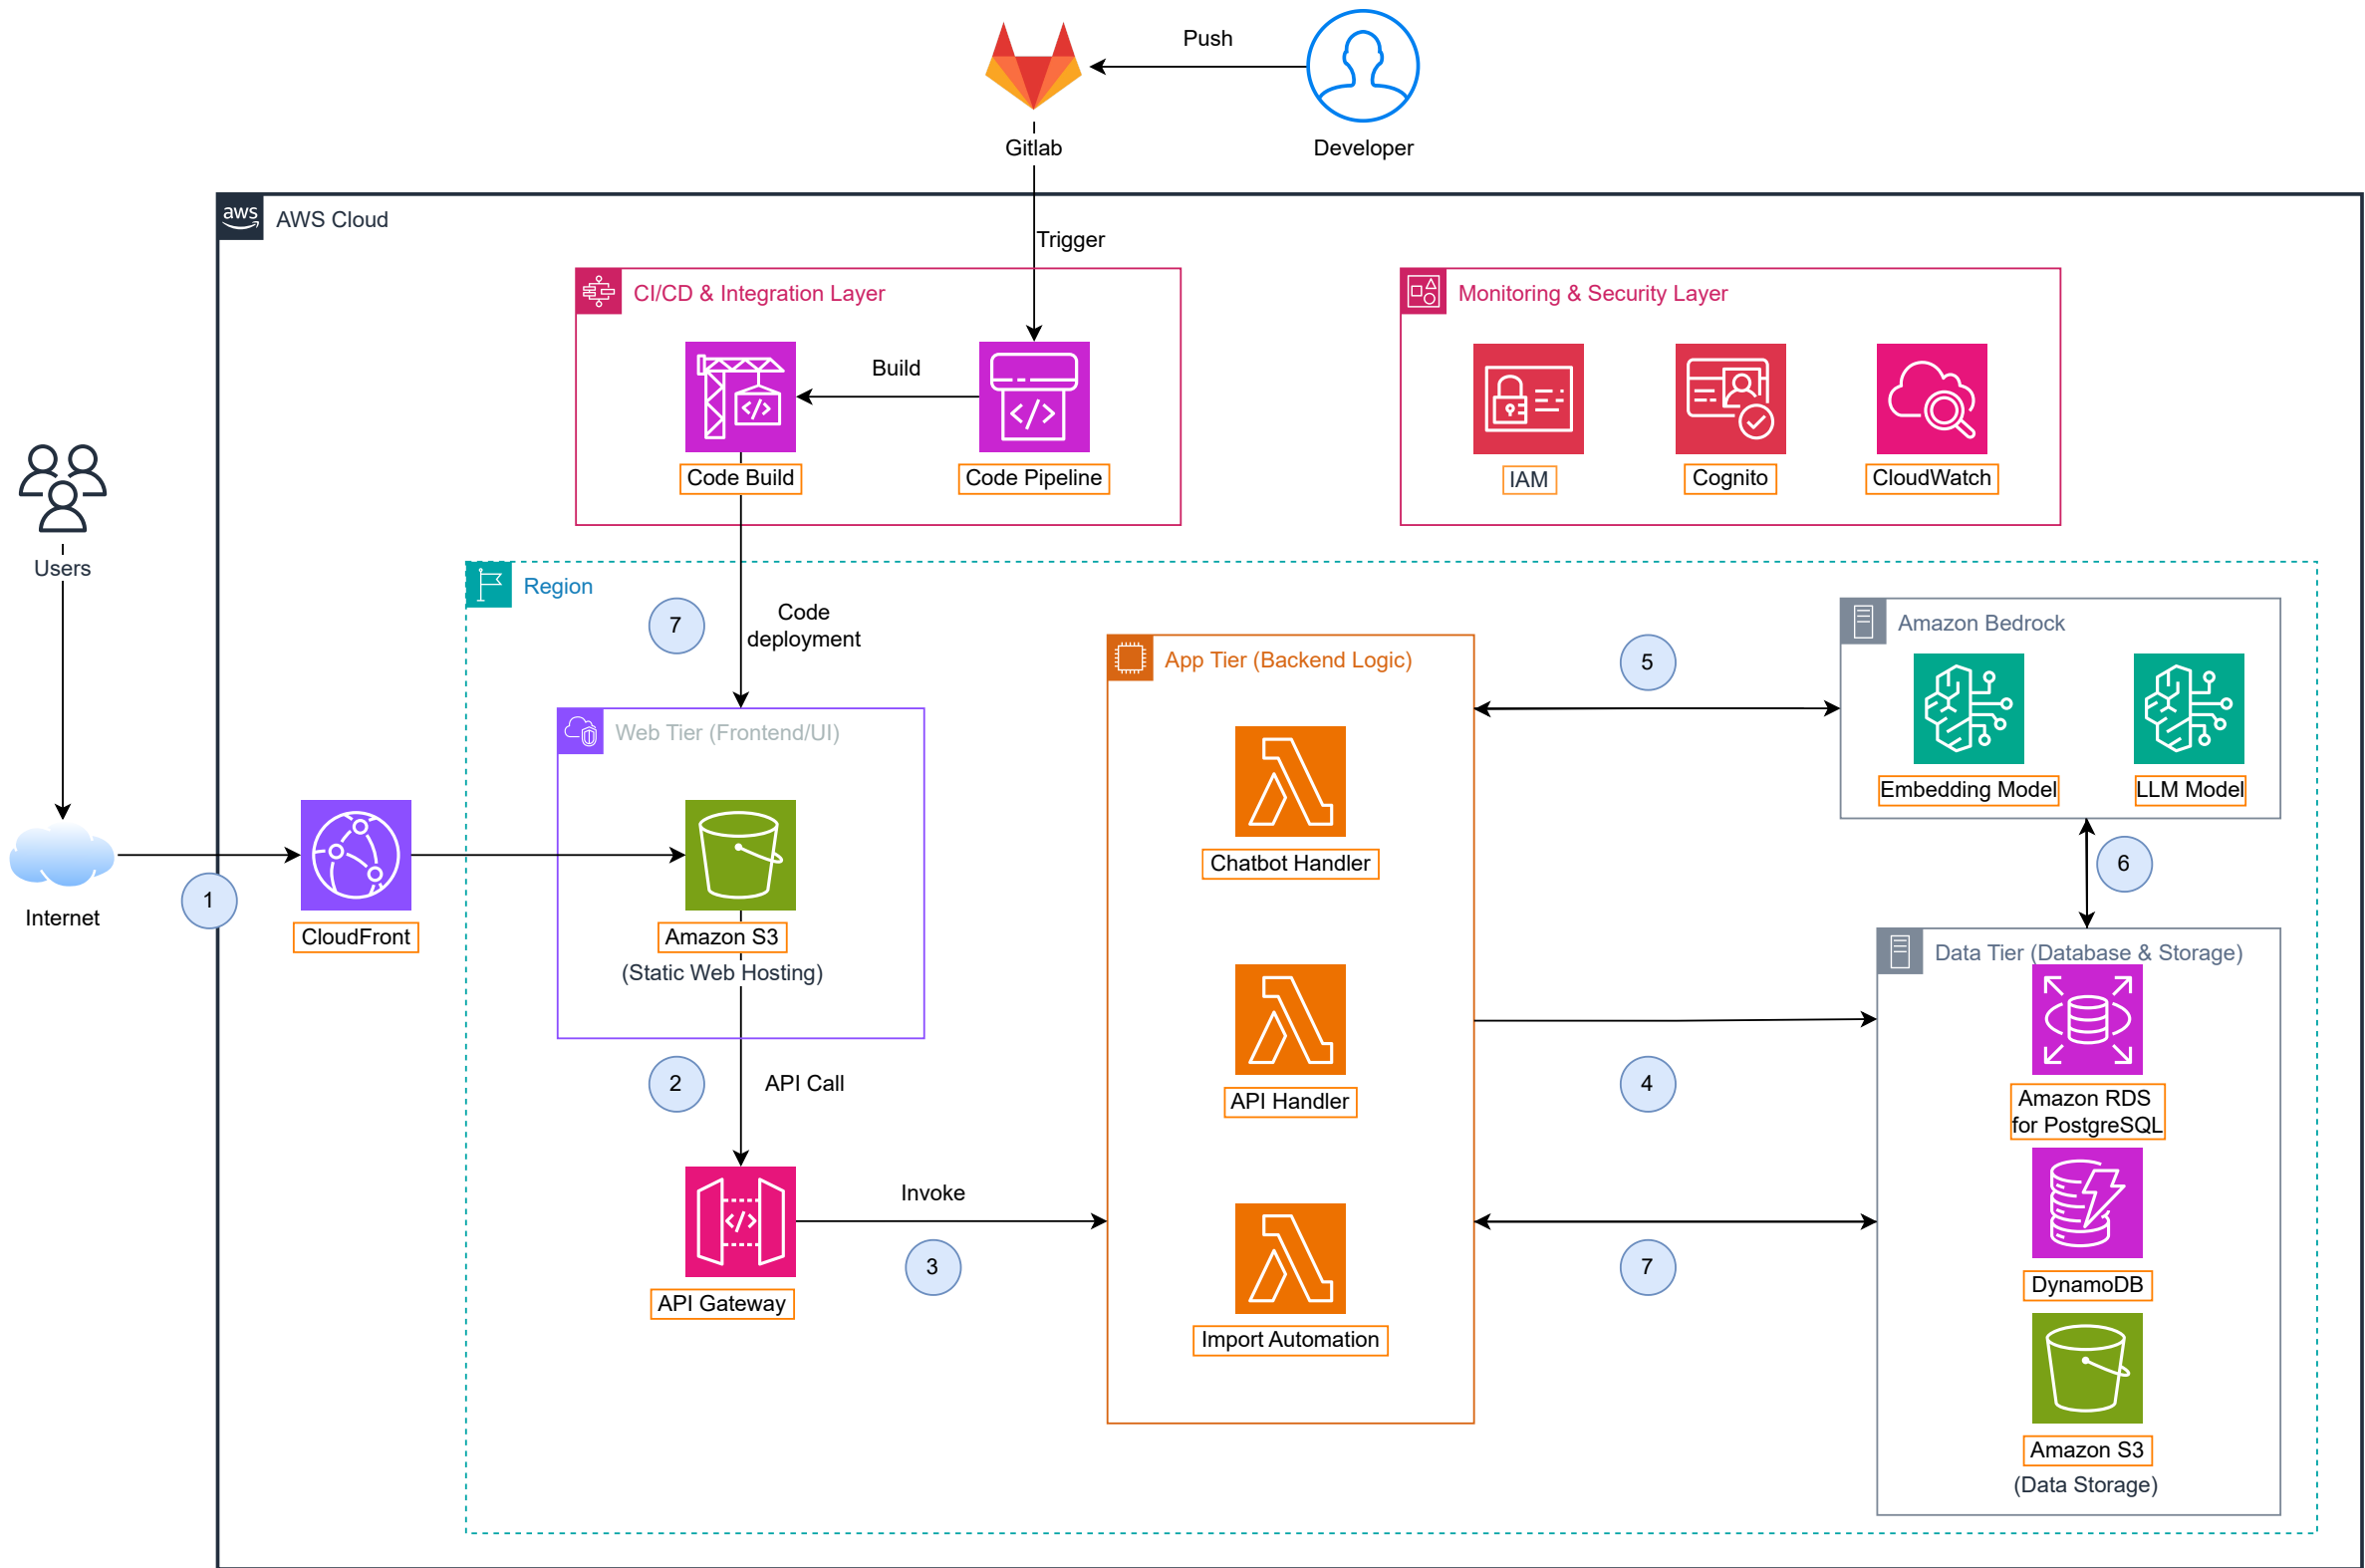 Push
Gitlab
Developer
aws
AWS Cloud
Trigger
CI/CD & Integration Layer
Monitoring & Security Layer
Build
Code Build
Code Pipeline
IAM
Cognito
CloudWatch
Users
Region
7
Code
deployment
Amazon Bedrock
App Tier (Backend Logic)
5
Web Tier (Frontend/UI)
Embedding Model
LLM Model
Chatbot Handler
6
1
Internet
CloudFront
Amazon S3
(Static Web Hosting)
Data Tier (Database & Storage)
2
API Call
API Handler
4
Amazon RDS
for PostgreSQL
Invoke
3
7
API Gateway
Import Automation
DynamoDB
Amazon S3
(Data Storage)